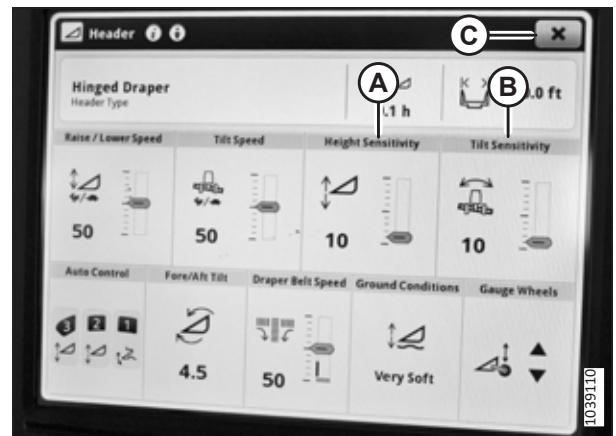 Header
C
Hinged Draper
Header Type
A
.1 h
B
.0 ft
Raise / Lower Speed
Tilt Speed
Height Sensitivity
Tilt Sensitivity
50
50
10
10
Auto Control
Fore/Aft Tilt
Draper Belt Speed
Ground Conditions
Gauge Wheels
3 2 1
4.5
50
Very Soft
1039110